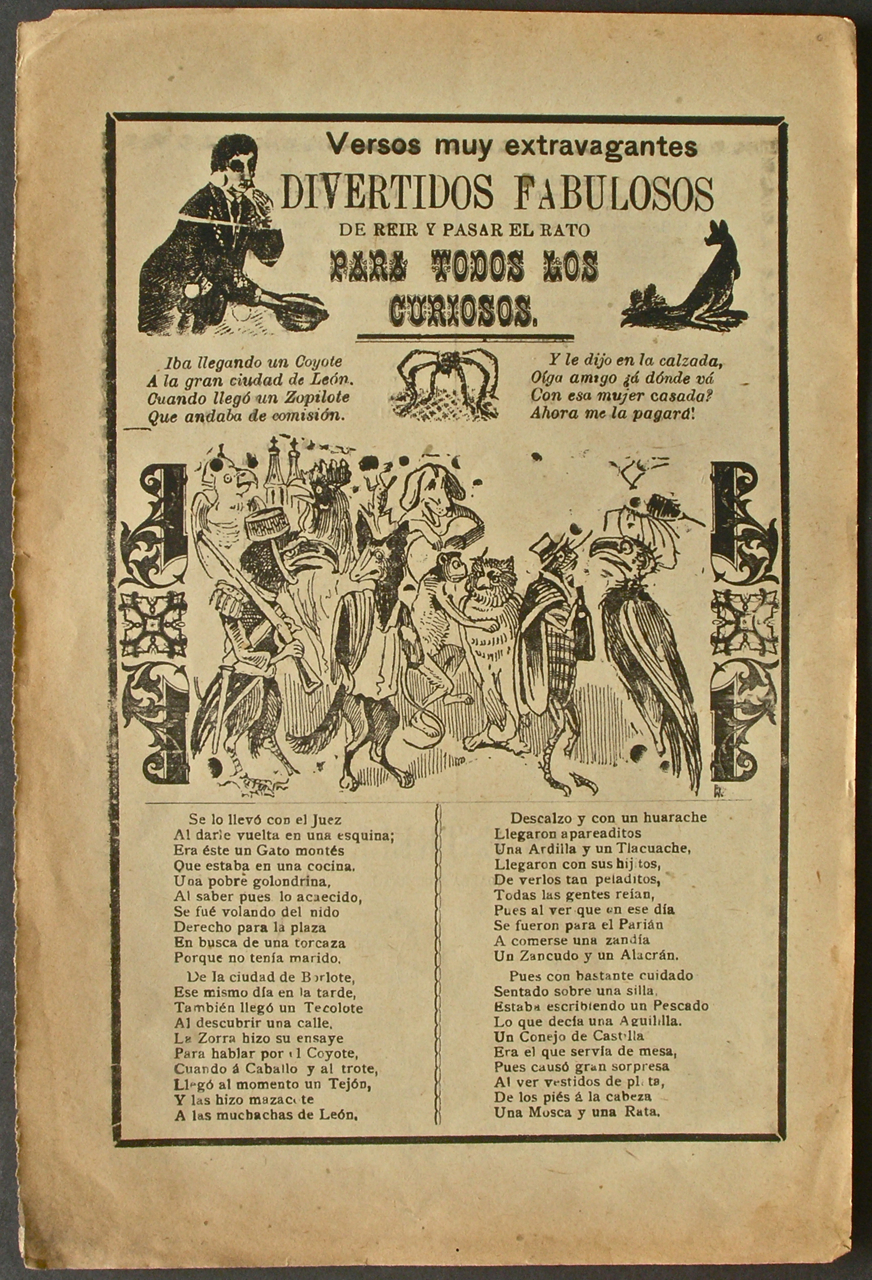 Versos muy extravagantes
DIVERTIDOS FABULOSOS
DE REIR Y PASAR EL RATO
PARA TODOS LOS
CURIOSOS.
Iba llegando un Coyote
Á la gran ciudad de León.
Cuando llegó un Zopilote
Que andaba de comisión.
Y le dijo en la calzada,
Oiga amigo ¿á dónde vá
Con esa mujer casada?
Ahora me la pagará!
Se lo llevó con el Juez
Al darle vuelta en una esquina;
Era éste un Gato montés
Que estaba en una cocina.
Una pobre golondrina,
Al saber pues lo acaecido,
Se fué volando del nido
Derecho para la plaza
En busca de una torcaza
Porque no tenía marido.
De la ciudad de Borlote,
Ese mismo día en la tarde,
También llegó un Tecolote
Al descubrir una calle.
La Zorra hizo su ensaye
Para hablar por el Coyote,
Cuando á Caballo y al trote,
Llegó al momento un Tejón,
Y las hizo mazacote
A las muchachas de León.
Descalzo y con un huarache
Llegaron apareaditos
Una Ardilla y un Tlacuache,
Llegaron con sus hijitos,
De verlos tan peladitos,
Todas las gentes reían,
Pues al ver que en ese día
Se fueron para el Parián
A comerse una zandía
Un Zancudo y un Alacrán.
Pues con bastante cuidado
Sentado sobre una silla,
Estaba escribiendo un Pescado
Lo que decía una Aguililla.
Un Conejo de Castilla
Era el que servía de mesa,
Pues causó gran sorpresa
Al ver vestidos de plata,
De los piés á la cabeza
Una Mosca y una Rata.